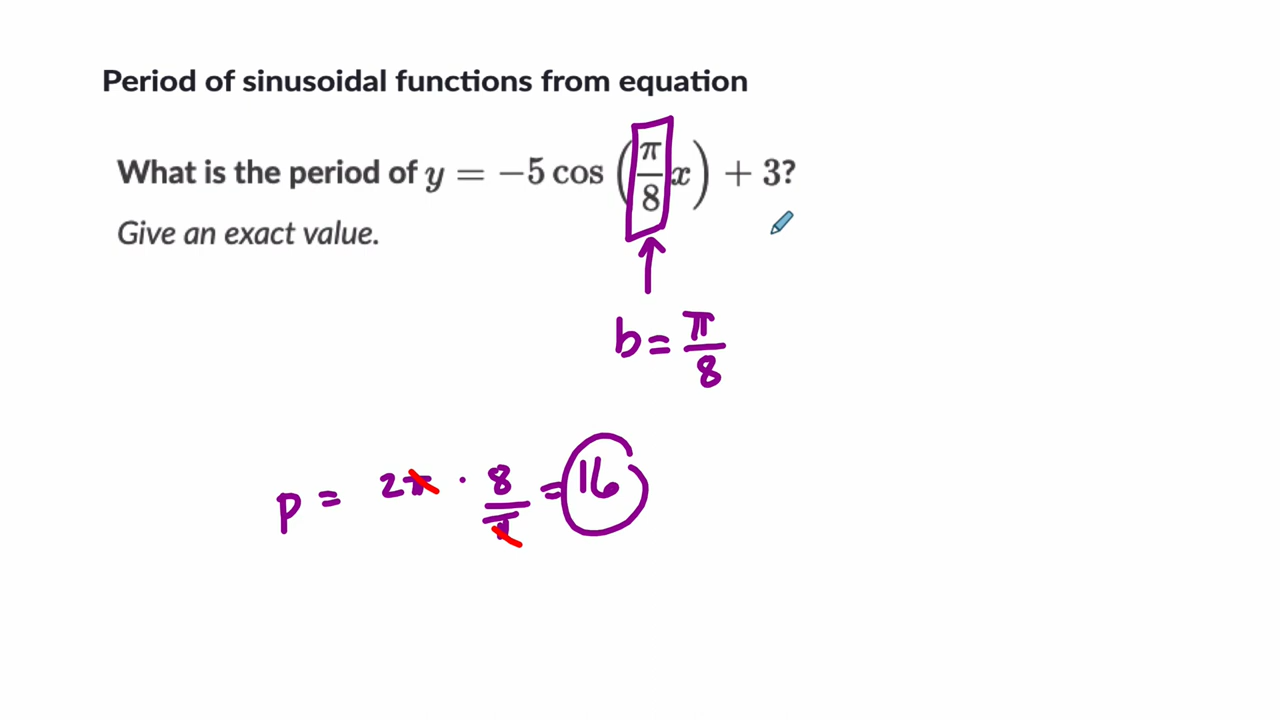 Period of sinusoidal functions from equation
What is the period of y = −5 cos (π/8 x) + 3?
Give an exact value.
b = π/8
p = 2π · 8/π = 16